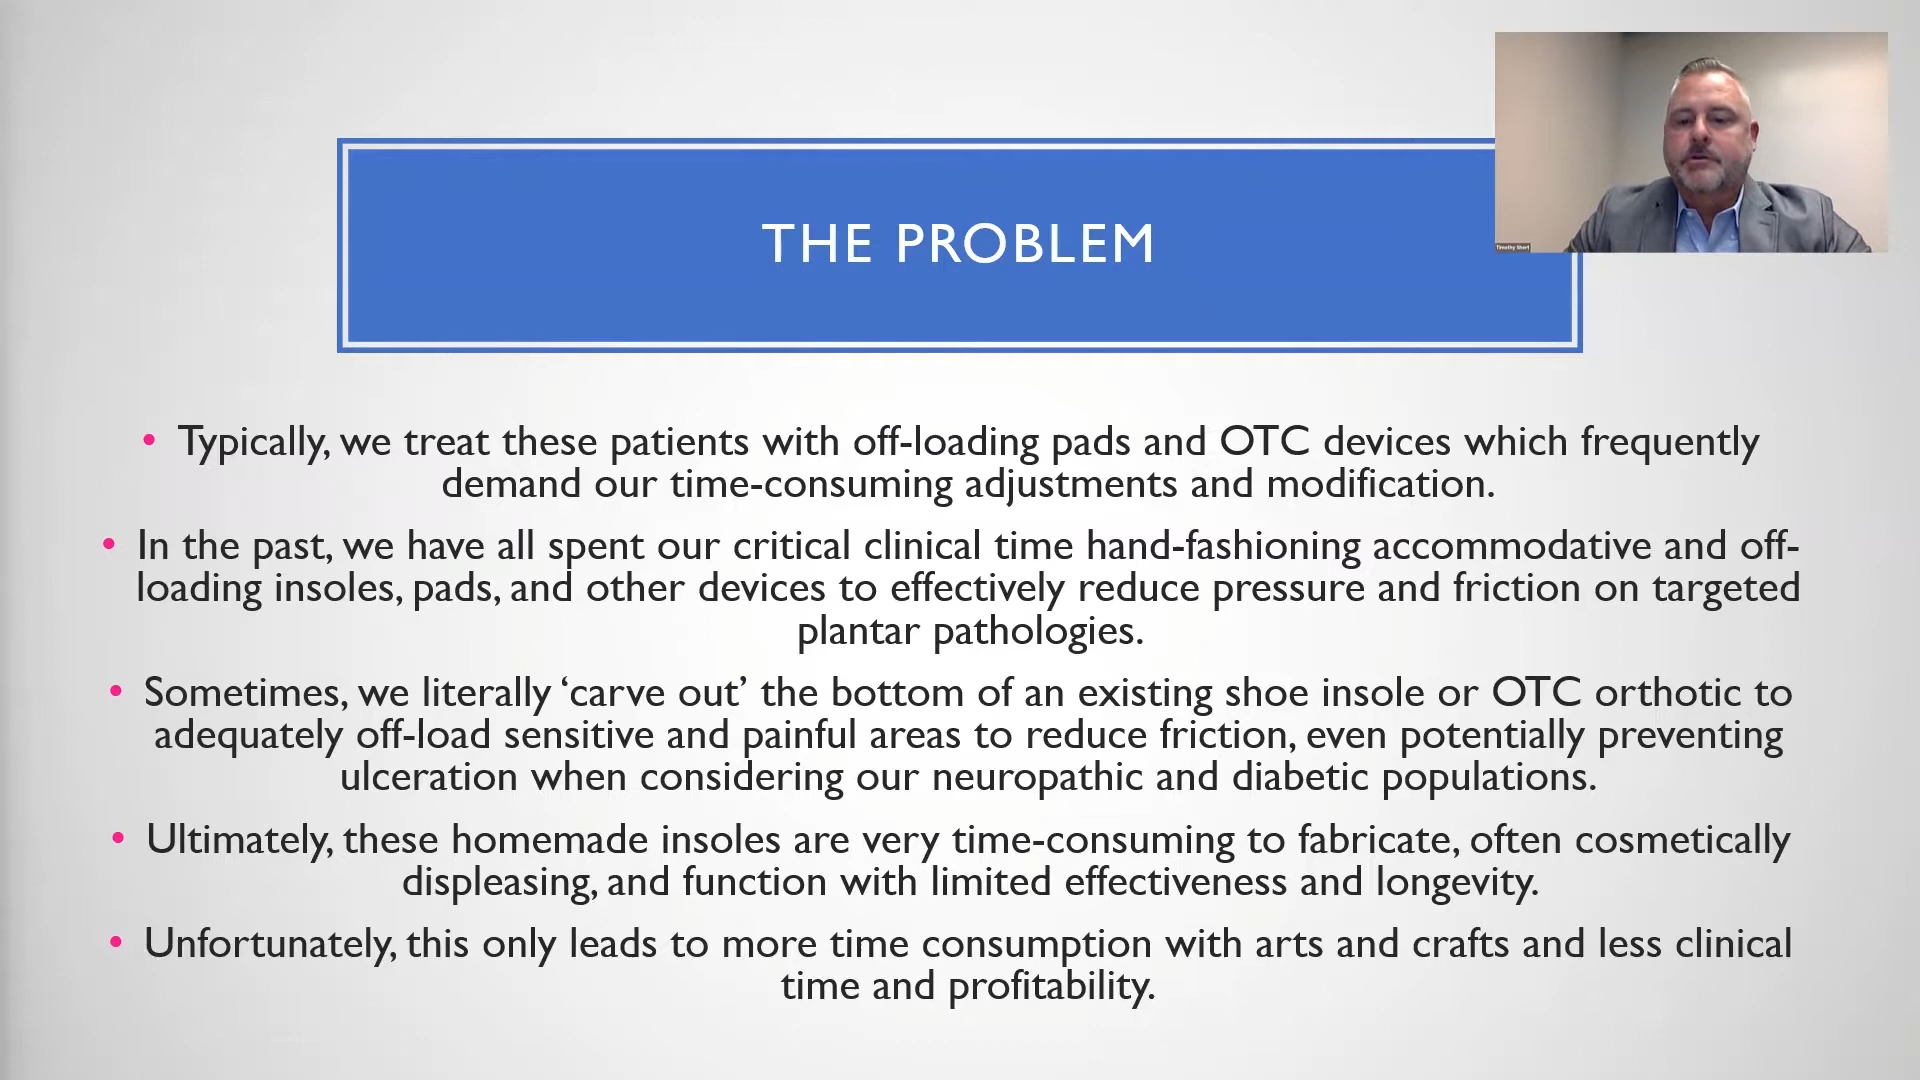 THE PROBLEM
Timothy Short
• Typically, we treat these patients with off-loading pads and OTC devices which frequently
demand our time-consuming adjustments and modification.
• In the past, we have all spent our critical clinical time hand-fashioning accommodative and off-
loading insoles, pads, and other devices to effectively reduce pressure and friction on targeted
plantar pathologies.
• Sometimes, we literally ‘carve out’ the bottom of an existing shoe insole or OTC orthotic to
adequately off-load sensitive and painful areas to reduce friction, even potentially preventing
ulceration when considering our neuropathic and diabetic populations.
• Ultimately, these homemade insoles are very time-consuming to fabricate, often cosmetically
displeasing, and function with limited effectiveness and longevity.
• Unfortunately, this only leads to more time consumption with arts and crafts and less clinical
time and profitability.